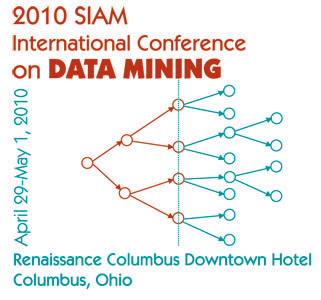 2010 SIAM
International Conference
on DATA MINING
April 29-May 1, 2010
Renaissance Columbus Downtown Hotel
Columbus, Ohio